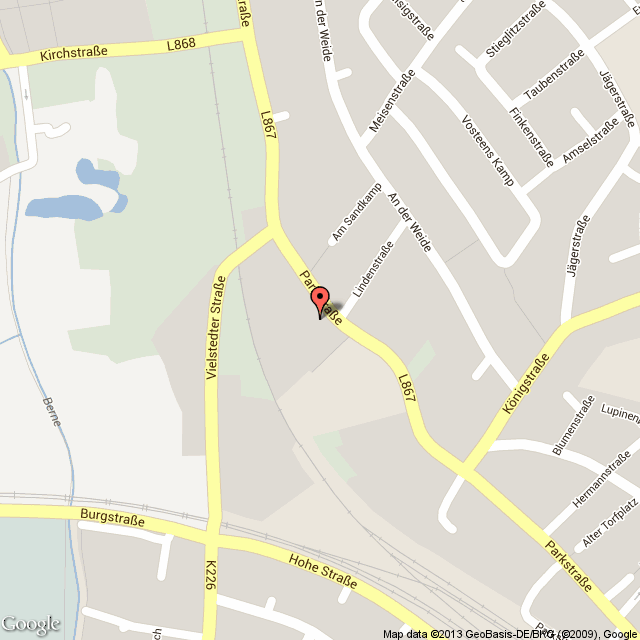 straße
An der Weide
Kirchstraße
L868
Stieglitzstraße
Taubenstraße
Jägerstraße
Meisenstraße
L867
Vosteens Kamp
Finkenstraße
Amselstraße
Am Sandkamp
An der Weide
Lindenstraße
Jägerstraße
Vielstedter Straße
L867
Königstraße
Berne
Blumenstraße
Hermannstraße
Alter Torfplatz
Burgstraße
Hohe Straße
K226
Parkstraße
Google
Map data ©2013 GeoBasis-DE/BKG (©2009), Google